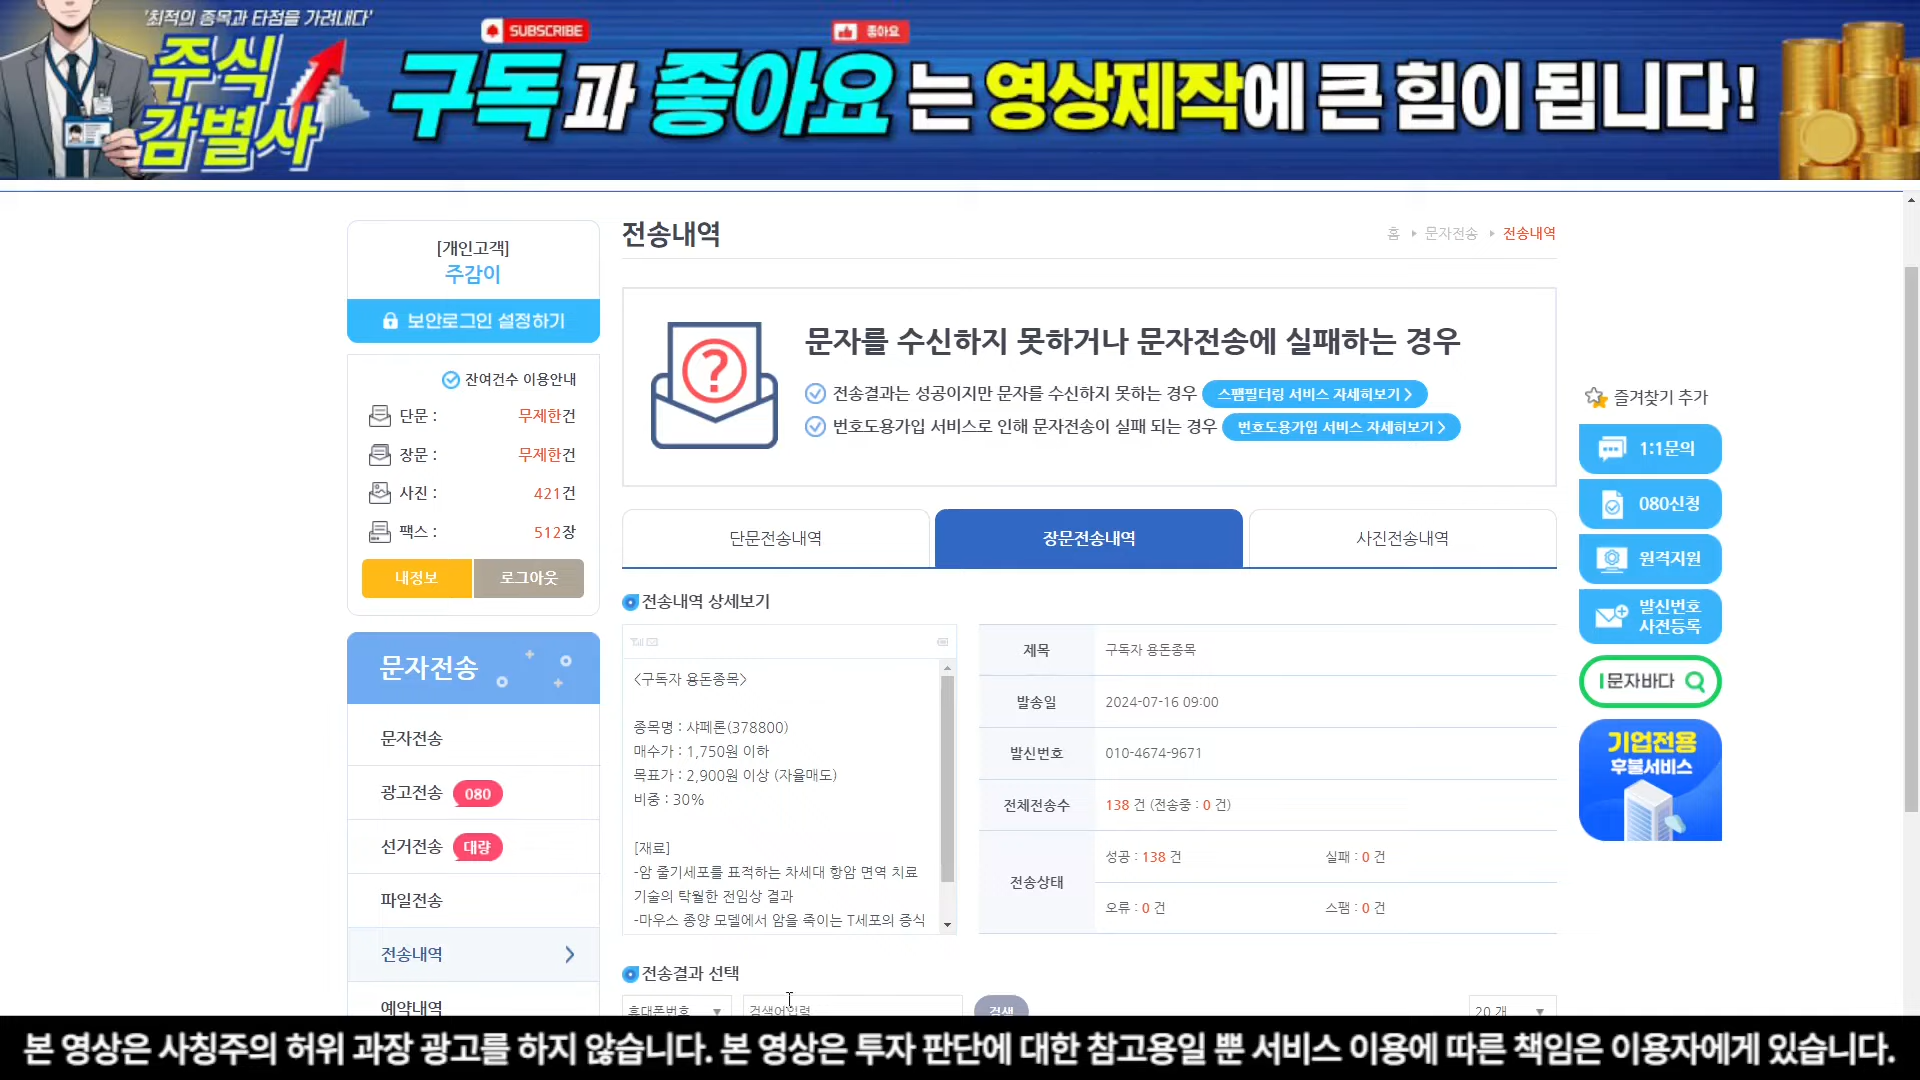 '최적의 종목과 타점을 가려내다'
주식
감별사
SUBSCRIBE
좋아요
구독과 좋아요는 영상제작에 큰 힘이 됩니다!
[개인고객]
주감이
보안로그인 설정하기
잔여건수 이용안내
단문 : 무제한건
장문 : 무제한건
사진 : 421건
팩스 : 512장
내정보
로그아웃
문자전송
문자전송
광고전송 080
선거전송 대량
파일전송
전송내역
예약내역
전송내역
홈 문자전송 전송내역
문자를 수신하지 못하거나 문자전송에 실패하는 경우
전송결과는 성공이지만 문자를 수신하지 못하는 경우 스팸필터링 서비스 자세히보기 >
번호도용가입 서비스로 인해 문자전송이 실패 되는 경우 번호도용가입 서비스 자세히보기 >
단문전송내역
장문전송내역
사진전송내역
전송내역 상세보기
<구독자 용돈종목>
종목명 : 샤페론(378800)
매수가 : 1,750원 이하
목표가 : 2,900원 이상 (자율매도)
비중 : 30%
[재료]
-암 줄기세포를 표적하는 차세대 항암 면역 치료
기술의 탁월한 전임상 결과
-마우스 종양 모델에서 암을 죽이는 T세포의 증식
제목 구독자 용돈종목
발송일 2024-07-16 09:00
발신번호 010-4674-9671
전체전송수 138 건 (전송중 : 0 건)
전송상태
성공 : 138 건 실패 : 0 건
오류 : 0 건 스팸 : 0 건
전송결과 선택
휴대폰번호
검색어입력
검색
20 개
즐겨찾기 추가
1:1문의
080신청
원격지원
발신번호
사전등록
문자바다
기업전용
후불서비스
본 영상은 사칭주의 허위 과장 광고를 하지 않습니다. 본 영상은 투자 판단에 대한 참고용일 뿐 서비스 이용에 따른 책임은 이용자에게 있습니다.